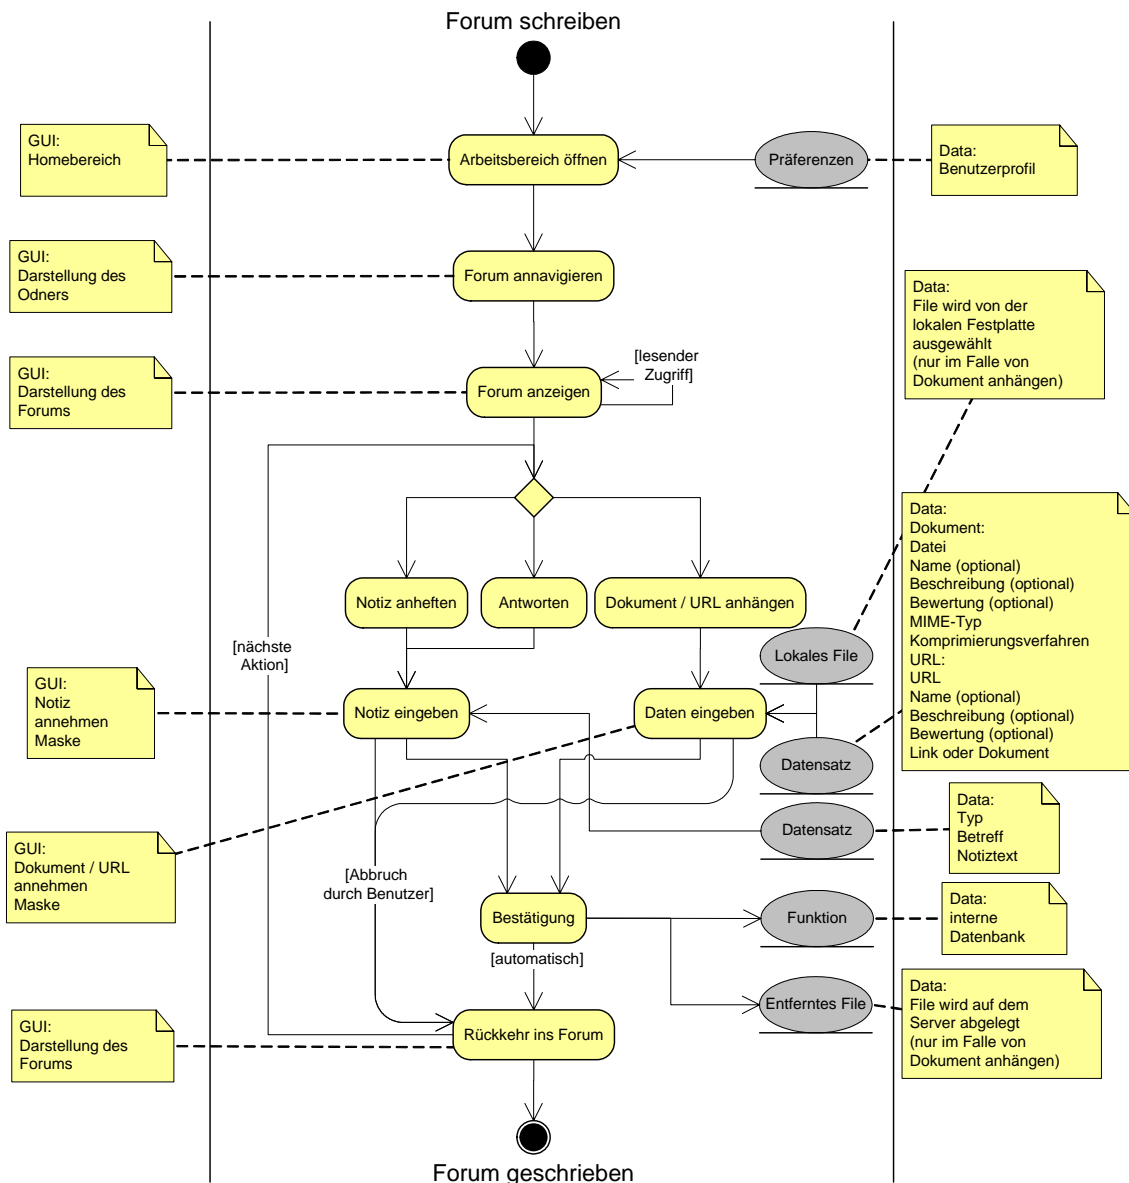 Forum schreiben
GUI:
Homebereich
Arbeitsbereich öffnen
Präferenzen
Data:
Benutzerprofil
GUI:
Darstellung des
Odners
Forum annavigieren
Data:
File wird von der
lokalen Festplatte
ausgewählt
(nur im Falle von
Dokument anhängen)
GUI:
Darstellung des
Forums
Forum anzeigen
[lesender
Zugriff]
Data:
Dokument:
Datei
Name (optional)
Beschreibung (optional)
Bewertung (optional)
MIME-Typ
Komprimierungsverfahren
URL:
URL
Name (optional)
Beschreibung (optional)
Bewertung (optional)
Link oder Dokument
Notiz anheften
Antworten
Dokument / URL anhängen
[nächste
Aktion]
Lokales File
GUI:
Notiz
annehmen
Maske
Notiz eingeben
Daten eingeben
Datensatz
Datensatz
Data:
Typ
Betreff
Notiztext
GUI:
Dokument / URL
annehmen
Maske
[Abbruch
durch Benutzer]
Bestätigung
Funktion
Data:
interne
Datenbank
[automatisch]
Entferntes File
Data:
File wird auf dem
Server abgelegt
(nur im Falle von
Dokument anhängen)
GUI:
Darstellung des
Forums
Rückkehr ins Forum
Forum geschrieben